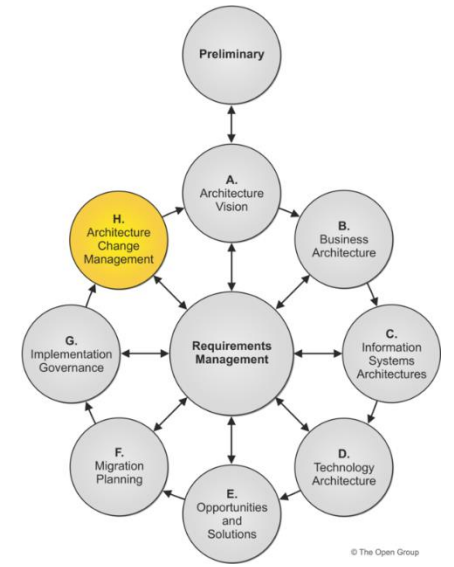 Preliminary
A.
Architecture
Vision
B.
Business
Architecture
C.
Information
Systems
Architectures
D.
Technology
Architecture
E.
Opportunities
and
Solutions
F.
Migration
Planning
G.
Implementation
Governance
H.
Architecture
Change
Management
Requirements
Management
© The Open Group